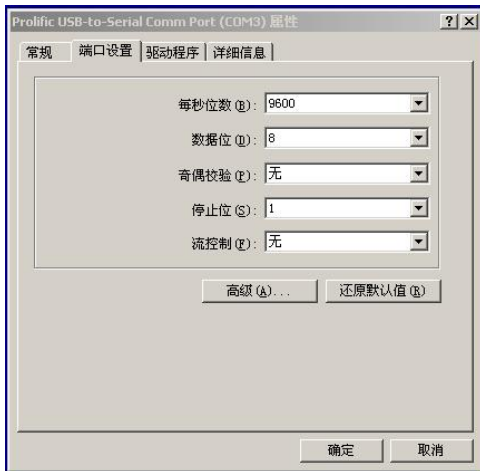 Prolific USB-to-Serial Comm Port (COM3) 属性
常规 端口设置 驱动程序 详细信息
每秒位数(B): 9600
数据位(D): 8
奇偶校验(P): 无
停止位(S): 1
流控制(F): 无
高级(A)... 还原默认值(R)
确定 取消